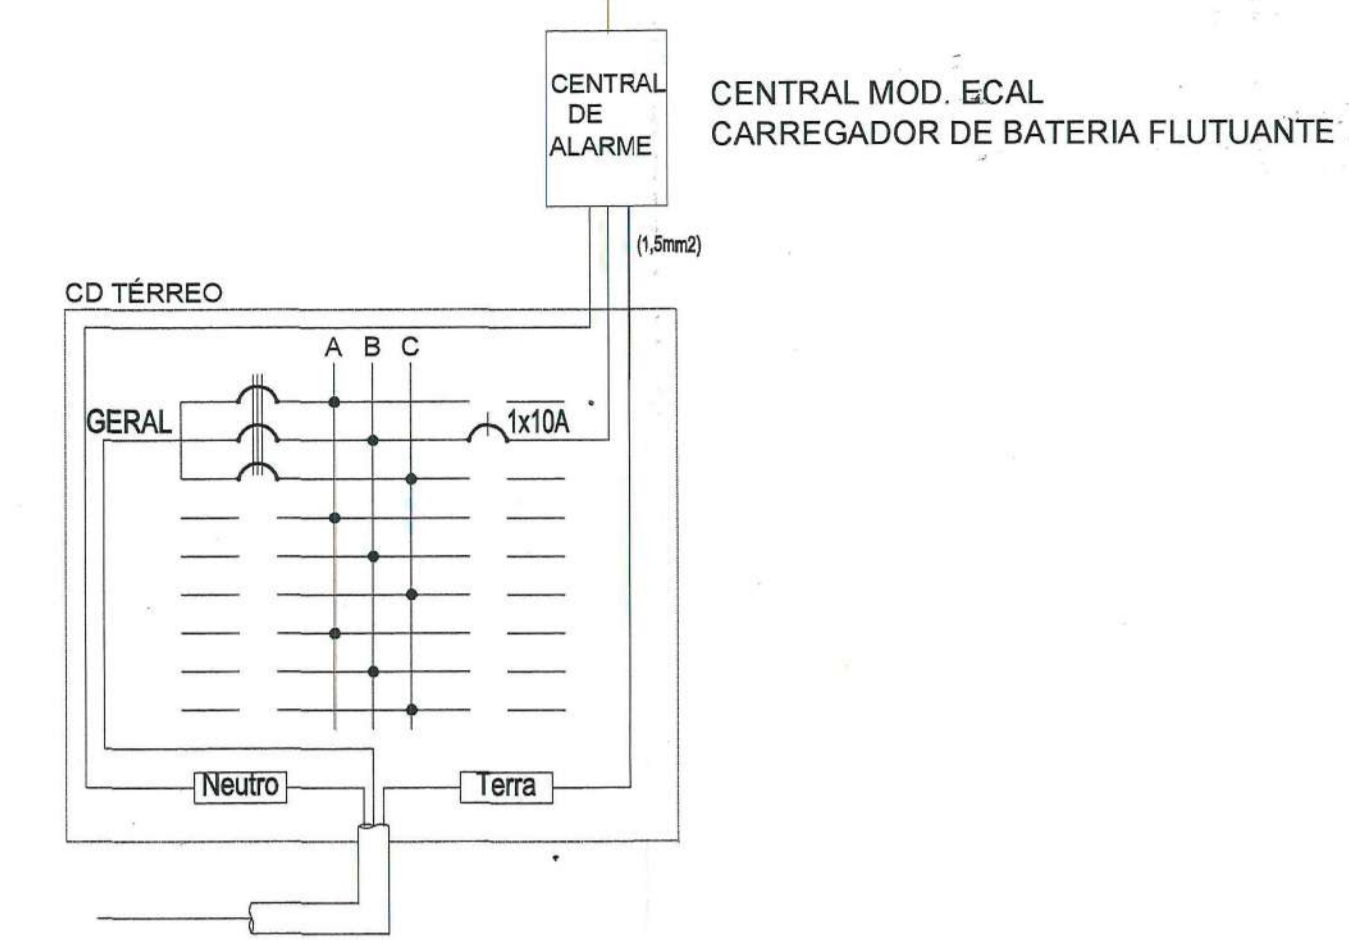 CENTRAL
DE
ALARME
CENTRAL MOD. ECAL
CARREGADOR DE BATERIA FLUTUANTE
(1,5mm2)
CD TÉRREO
A B C
GERAL
1x10A
Neutro
Terra